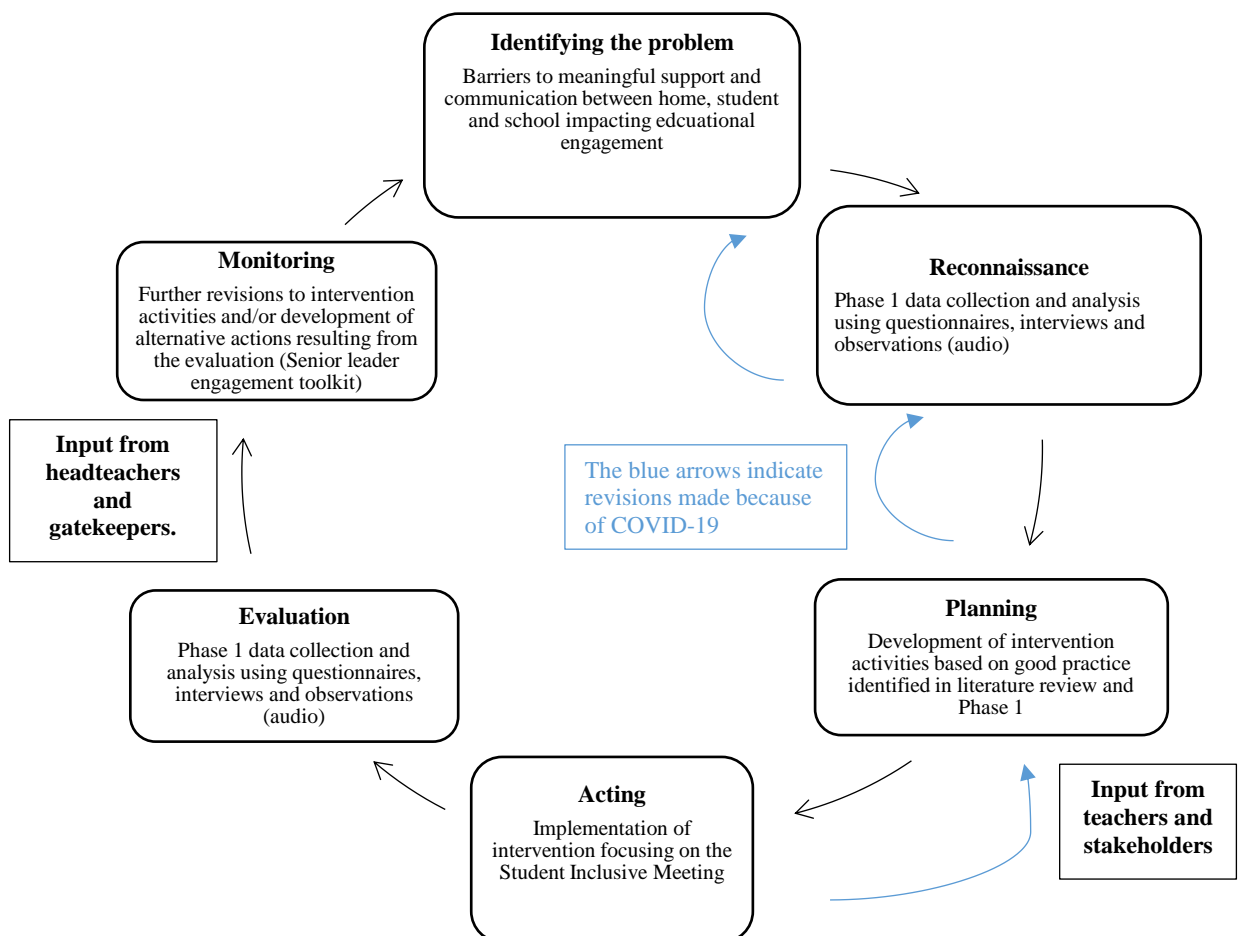 Identifying the problem
Barriers to meaningful support and
communication between home, student
and school impacting edcuational
engagement
Reconnaissance
Phase 1 data collection and analysis
using questionnaires, interviews and
observations (audio)
Monitoring
Further revisions to intervention
activities and/or development of
alternative actions resulting from
the evaluation (Senior leader
engagement toolkit)
Input from
headteachers
and
gatekeepers.
The blue arrows indicate
revisions made because
of COVID-19
Planning
Development of intervention
activities based on good practice
identified in literature review and
Phase 1
Evaluation
Phase 1 data collection and
analysis using questionnaires,
interviews and observations
(audio)
Acting
Implementation of
intervention focusing on the
Student Inclusive Meeting
Input from
teachers and
stakeholders